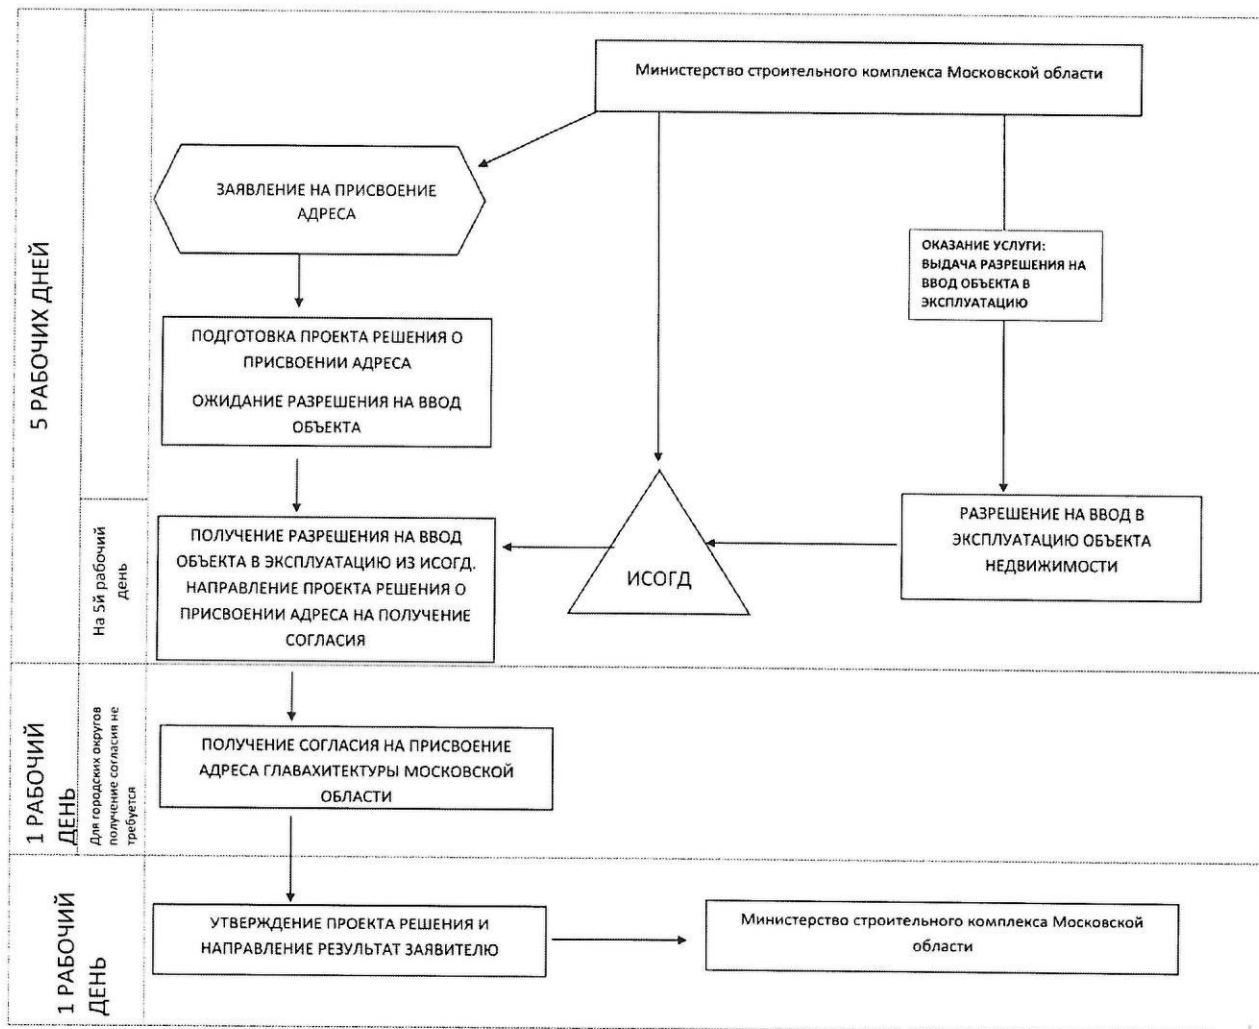 Министерство строительного комплекса Московской области
ЗАЯВЛЕНИЕ НА ПРИСВОЕНИЕ
АДРЕСА
ОКАЗАНИЕ УСЛУГИ:
ВЫДАЧА РАЗРЕШЕНИЯ НА
ВВОД ОБЪЕКТА В
ЭКСПЛУАТАЦИЮ
5 РАБОЧИХ ДНЕЙ
ПОДГОТОВКА ПРОЕКТА РЕШЕНИЯ О
ПРИСВОЕНИИ АДРЕСА
ОЖИДАНИЕ РАЗРЕШЕНИЯ НА ВВОД
ОБЪЕКТА
На 5й рабочий
день
ПОЛУЧЕНИЕ РАЗРЕШЕНИЯ НА ВВОД
ОБЪЕКТА В ЭКСПЛУАТАЦИЮ ИЗ ИСОГД.
НАПРАВЛЕНИЕ ПРОЕКТА РЕШЕНИЯ О
ПРИСВОЕНИИ АДРЕСА НА ПОЛУЧЕНИЕ
СОГЛАСИЯ
ИСОГД
РАЗРЕШЕНИЕ НА ВВОД В
ЭКСПЛУАТАЦИЮ ОБЪЕКТА
НЕДВИЖИМОСТИ
1 РАБОЧИЙ
ДЕНЬ
Для городских округов
получение согласия не
требуется
ПОЛУЧЕНИЕ СОГЛАСИЯ НА ПРИСВОЕНИЕ
АДРЕСА ГЛАВАХИТЕКТУРЫ МОСКОВСКОЙ
ОБЛАСТИ
1 РАБОЧИЙ
ДЕНЬ
УТВЕРЖДЕНИЕ ПРОЕКТА РЕШЕНИЯ И
НАПРАВЛЕНИЕ РЕЗУЛЬТАТ ЗАЯВИТЕЛЮ
Министерство строительного комплекса Московской
области